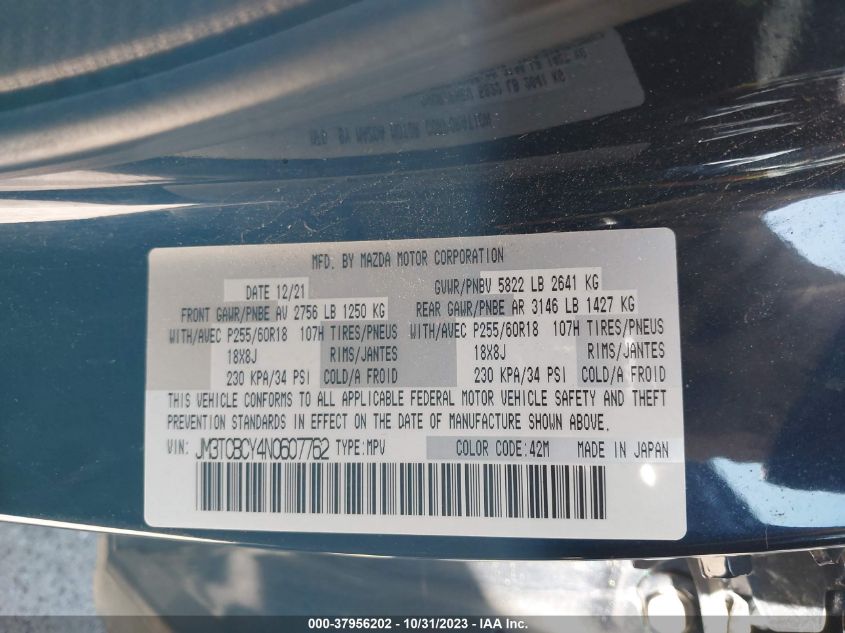 MFD. BY MAZDA MOTOR CORPORATION
DATE 12/21 GVWR/PNBV 5822 LB 2641 KG
FRONT GAWR/PNBE AV 2756 LB 1250 KG REAR GAWR/PNBE AR 3146 LB 1427 KG
WITH/AVEC P255/60R18 107H TIRES/PNEUS WITH/AVEC P255/60R18 107H TIRES/PNEUS
18X8J RIMS/JANTES 18X8J RIMS/JANTES
230 KPA/34 PSI COLD/A FROID 230 KPA/34 PSI COLD/A FROID
THIS VEHICLE CONFORMS TO ALL APPLICABLE FEDERAL MOTOR VEHICLE SAFETY AND THEFT
PREVENTION STANDARDS IN EFFECT ON THE DATE OF MANUFACTURE SHOWN ABOVE.
VIN: JM3TCBCY4N0607762 TYPE:MPV COLOR CODE:42M MADE IN JAPAN
000-37956202 - 10/31/2023 - IAAI.com